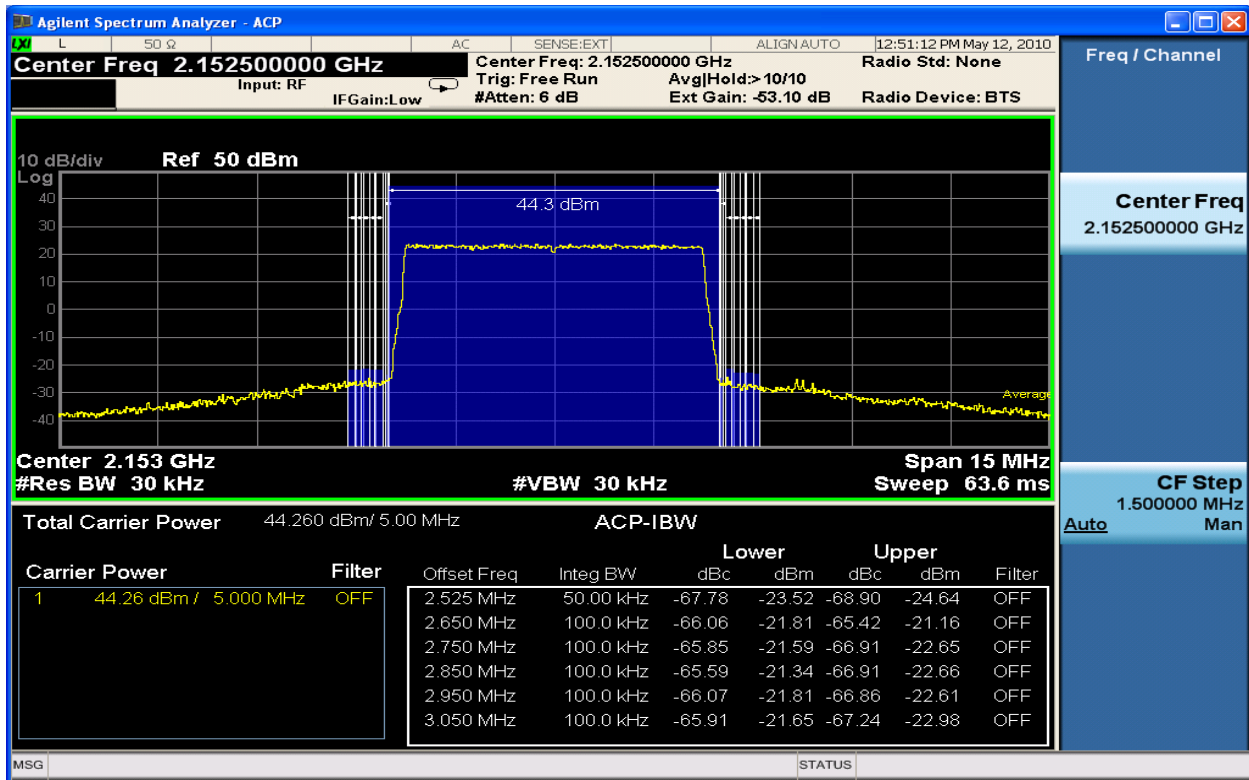 Agilent Spectrum Analyzer - ACP
LXI L 50 Ω AC SENSE:EXT ALIGN AUTO 12:51:12 PM May 12, 2010
Center Freq 2.152500000 GHz
Input: RF
IFGain:Low
Center Freq: 2.152500000 GHz
Trig: Free Run
#Atten: 6 dB
Avg|Hold:>10/10
Ext Gain: -53.10 dB
Radio Std: None
Radio Device: BTS
10 dB/div Ref 50 dBm
Log
40
30
20
10
0
-10
-20
-30
-40
44.3 dBm
Average
Center 2.153 GHz Span 15 MHz
#Res BW 30 kHz #VBW 30 kHz Sweep 63.6 ms
Total Carrier Power 44.260 dBm/ 5.00 MHz ACP-IBW
Carrier Power Filter
1 44.26 dBm / 5.000 MHz OFF
Lower Upper
Offset Freq Integ BW dBc dBm dBc dBm Filter
2.525 MHz 50.00 kHz -67.78 -23.52 -68.90 -24.64 OFF
2.650 MHz 100.0 kHz -66.06 -21.81 -65.42 -21.16 OFF
2.750 MHz 100.0 kHz -65.85 -21.59 -66.91 -22.65 OFF
2.850 MHz 100.0 kHz -65.59 -21.34 -66.91 -22.66 OFF
2.950 MHz 100.0 kHz -66.07 -21.81 -66.86 -22.61 OFF
3.050 MHz 100.0 kHz -65.91 -21.65 -67.24 -22.98 OFF
MSG STATUS
Freq / Channel
Center Freq
2.152500000 GHz
CF Step
1.500000 MHz
Auto Man